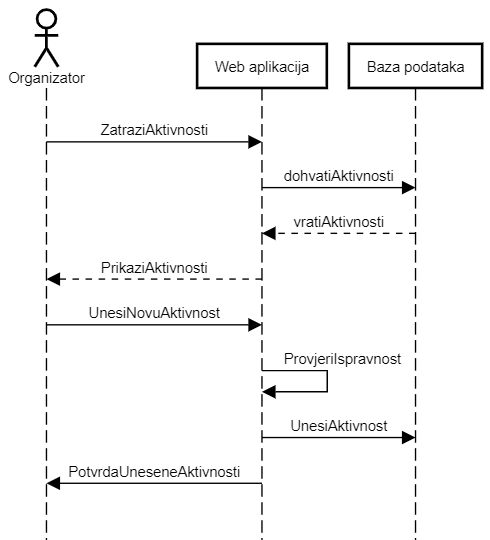 Organizator
Web aplikacija
Baza podataka
ZatraziAktivnosti
dohvatiAktivnosti
vratiAktivnosti
PrikaziAktivnosti
UnesiNovuAktivnost
ProvjeriIspravnost
UnesiAktivnost
PotvrdaUneseneAktivnosti